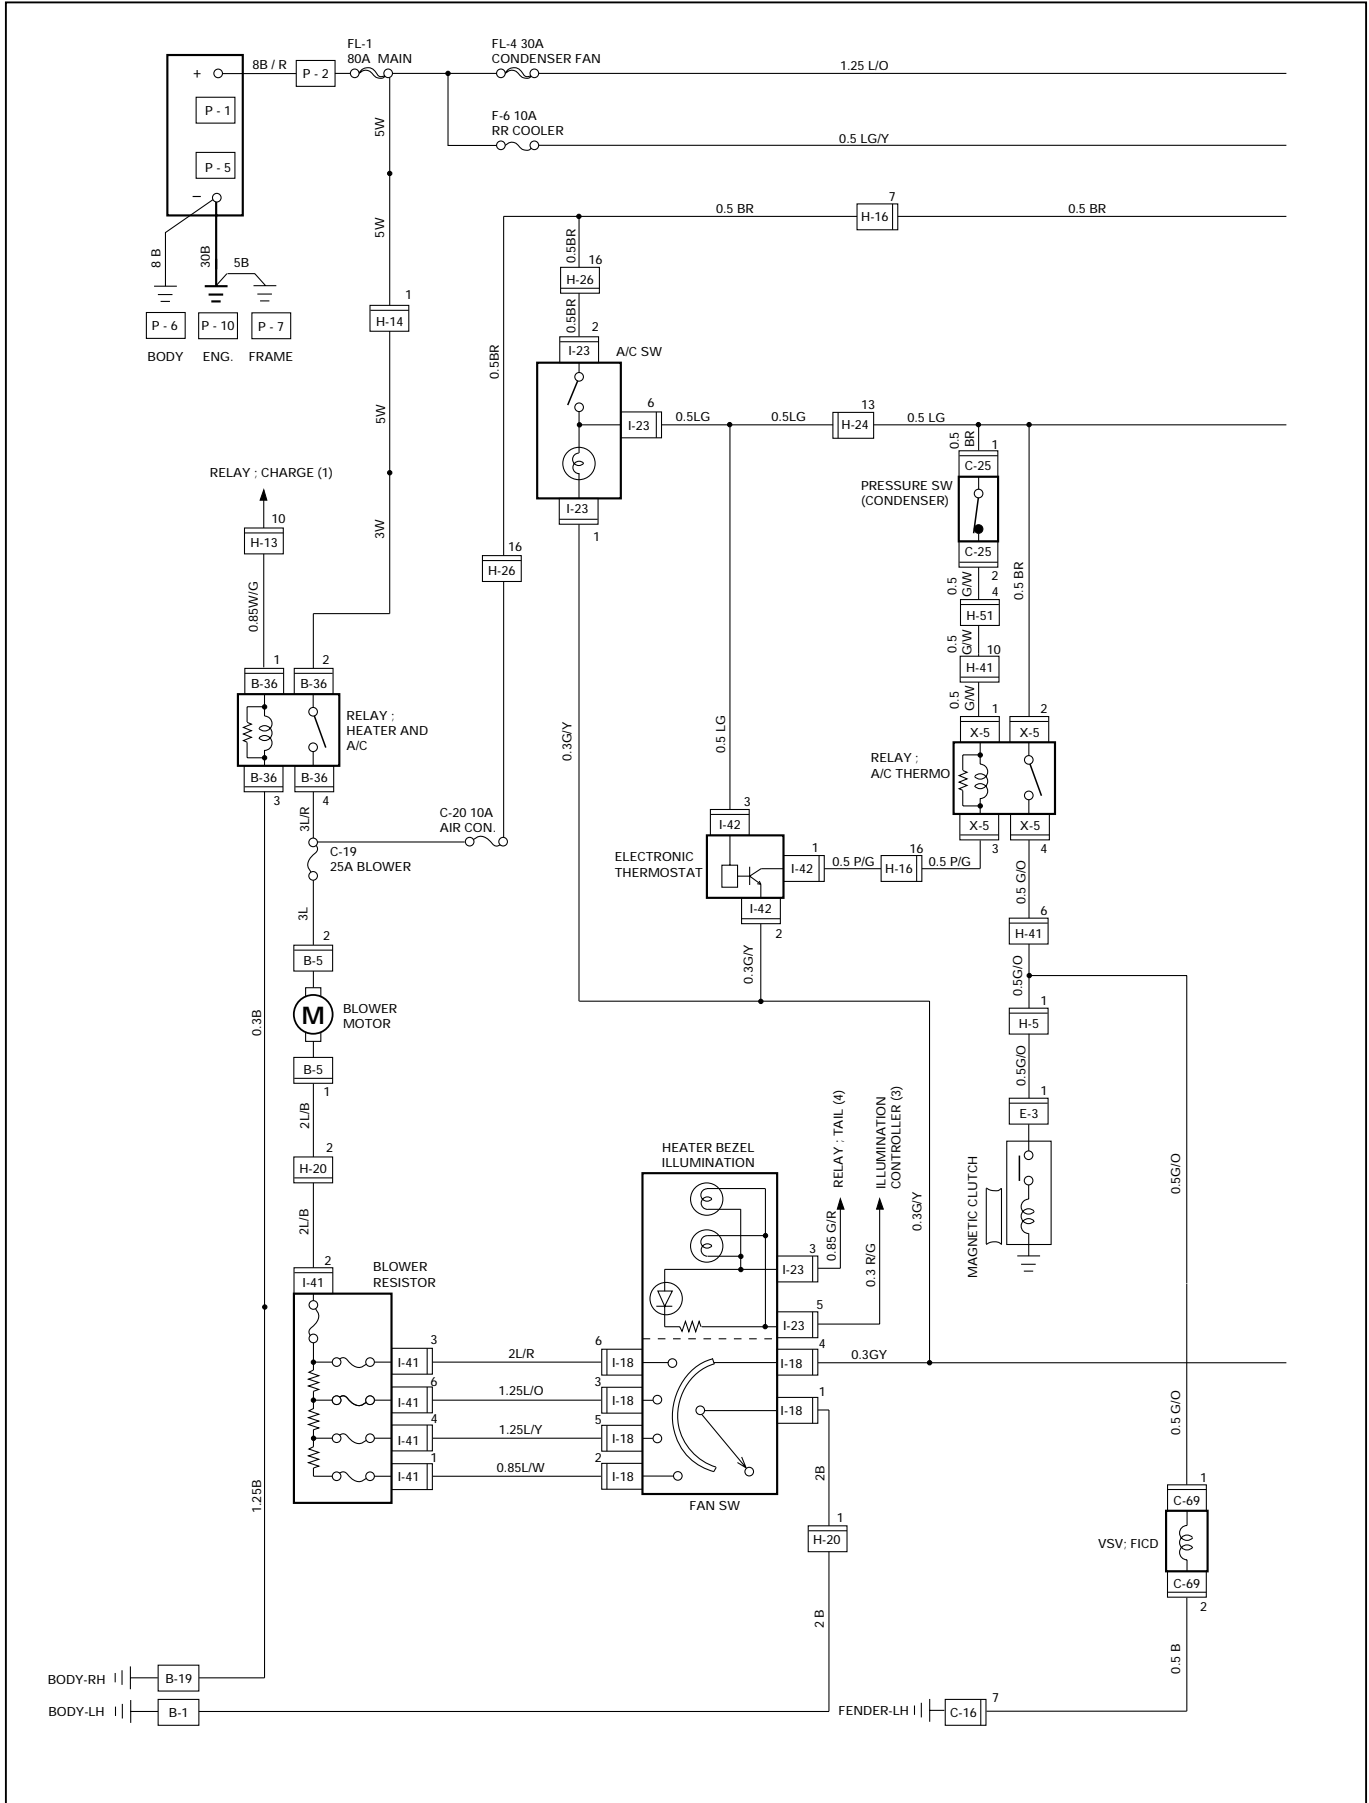 FL-1
80A MAIN
FL-4 30A
CONDENSER FAN
8B / R
P - 2
+
1.25 L/O
P - 1
F-6 10A
RR COOLER
5W
0.5 LG/Y
P - 5
–
7
0.5 BR
H-16
0.5 BR
5W
8 B
30B
5B
0.5BR
16
H-26
1
H-14
0.5BR
2
P - 6
P - 10
P - 7
I-23
A/C SW
BODY
ENG.
FRAME
0.5BR
5W
6
I-23
0.5LG
0.5LG
13
H-24
0.5 LG
0.5
BR
1
C-25
RELAY ; CHARGE (1)
PRESSURE SW
(CONDENSER)
10
H-13
3W
I-23
1
16
H-26
C-25
2
0.5
G/W
4
H-51
0.5 BR
0.85W/G
0.5
G/W
10
H-41
1
2
B-36
B-36
0.5
G/W
1
2
X-5
X-5
RELAY ;
HEATER AND
A/C
0.3G/Y
0.5 LG
RELAY ;
A/C THERMO
B-36
B-36
3
4
3L/R
C-20 10A
AIR CON.
3
I-42
X-5
X-5
3
4
C-19
25A BLOWER
ELECTRONIC
THERMOSTAT
1
I-42
0.5 P/G
16
H-16
0.5 P/G
0.5 G/O
I-42
2
3L
6
H-41
2
B-5
0.3G/Y
0.5G/O
M
BLOWER
MOTOR
0.3B
1
H-5
B-5
1
0.5G/O
2L/B
RELAY ; TAIL (4)
ILLUMINATION
CONTROLLER (3)
1
E-3
2
H-20
HEATER BEZEL
ILLUMINATION
0.5G/O
2L/B
0.85 G/R
0.3 R/G
0.3G/Y
MAGNETIC CLUTCH
2
I-41
BLOWER
RESISTOR
3
I-23
5
I-23
3
I-41
2L/R
6
I-18
4
I-18
0.3GY
6
I-41
1.25L/O
3
I-18
1
I-18
4
I-41
1.25L/Y
5
I-18
0.5 G/O
1
I-41
0.85L/W
2
I-18
2B
1.25B
FAN SW
1
C-69
1
H-20
VSV; FICD
C-69
2
2 B
0.5 B
BODY-RH
B-19
BODY-LH
B-1
FENDER-LH
C-16
7